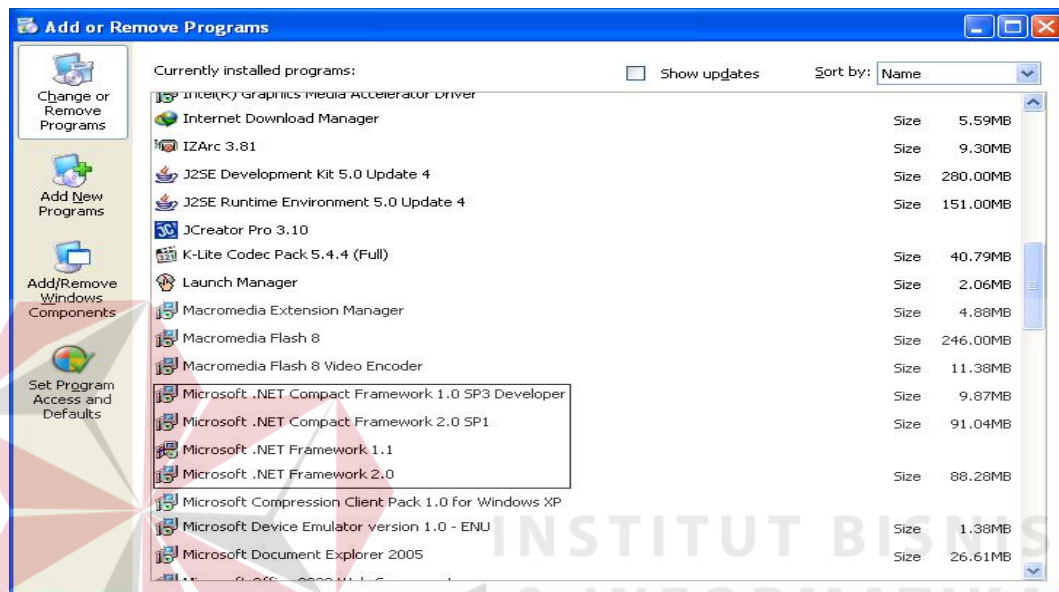 Add or Remove Programs
Change or
Remove
Programs
Add New
Programs
Add/Remove
Windows
Components
Set Program
Access and
Defaults
Currently installed programs:
Show updates
Sort by: Name
Intel(R) Graphics Media Accelerator Driver
Internet Download Manager Size 5.59MB
IZArc 3.81 Size 9.30MB
J2SE Development Kit 5.0 Update 4 Size 280.00MB
J2SE Runtime Environment 5.0 Update 4 Size 151.00MB
JCreator Pro 3.10
K-Lite Codec Pack 5.4.4 (Full) Size 40.79MB
Launch Manager Size 2.06MB
Macromedia Extension Manager Size 4.88MB
Macromedia Flash 8 Size 246.00MB
Macromedia Flash 8 Video Encoder Size 11.38MB
Microsoft .NET Compact Framework 1.0 SP3 Developer Size 9.87MB
Microsoft .NET Compact Framework 2.0 SP1 Size 91.04MB
Microsoft .NET Framework 1.1
Microsoft .NET Framework 2.0 Size 88.28MB
Microsoft Compression Client Pack 1.0 for Windows XP
Microsoft Device Emulator version 1.0 - ENU Size 1.38MB
Microsoft Document Explorer 2005 Size 26.61MB
INSTITUT BISNIS